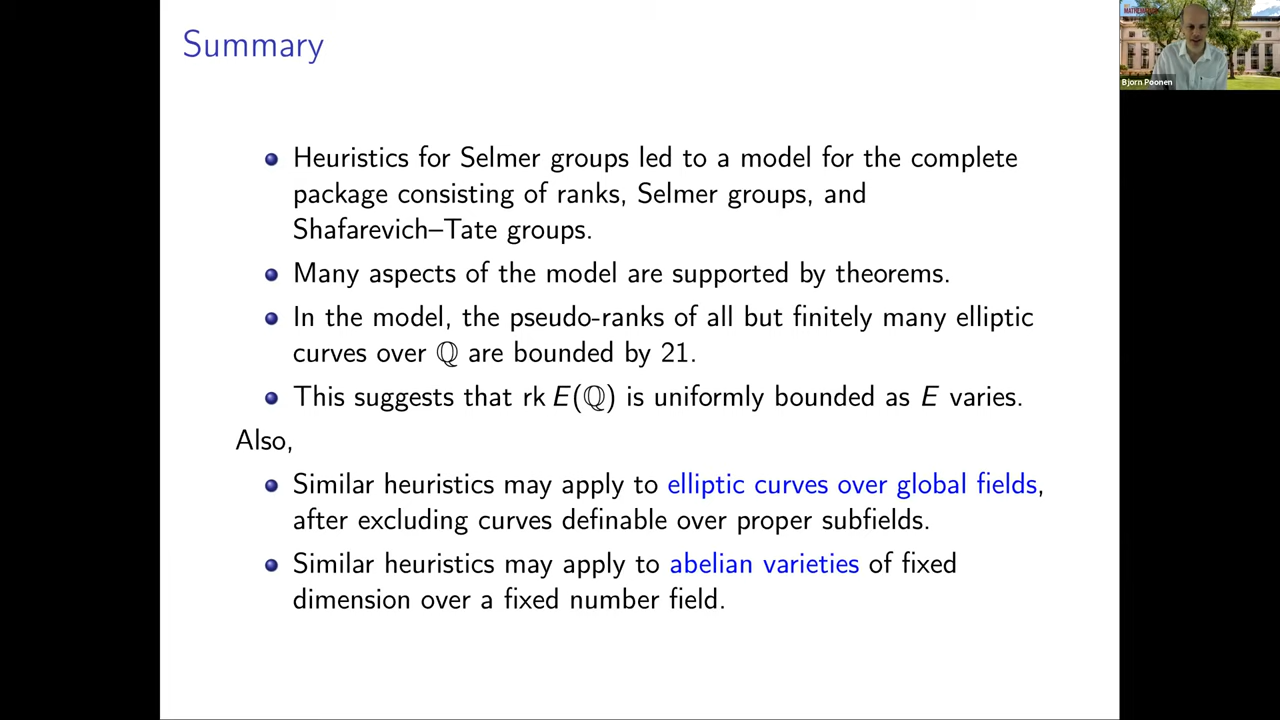 Summary
Heuristics for Selmer groups led to a model for the complete
package consisting of ranks, Selmer groups, and
Shafarevich–Tate groups.
Many aspects of the model are supported by theorems.
In the model, the pseudo-ranks of all but finitely many elliptic
curves over ℚ are bounded by 21.
This suggests that rk E(ℚ) is uniformly bounded as E varies.
Also,
Similar heuristics may apply to elliptic curves over global fields,
after excluding curves definable over proper subfields.
Similar heuristics may apply to abelian varieties of fixed
dimension over a fixed number field.
Bjorn Poonen